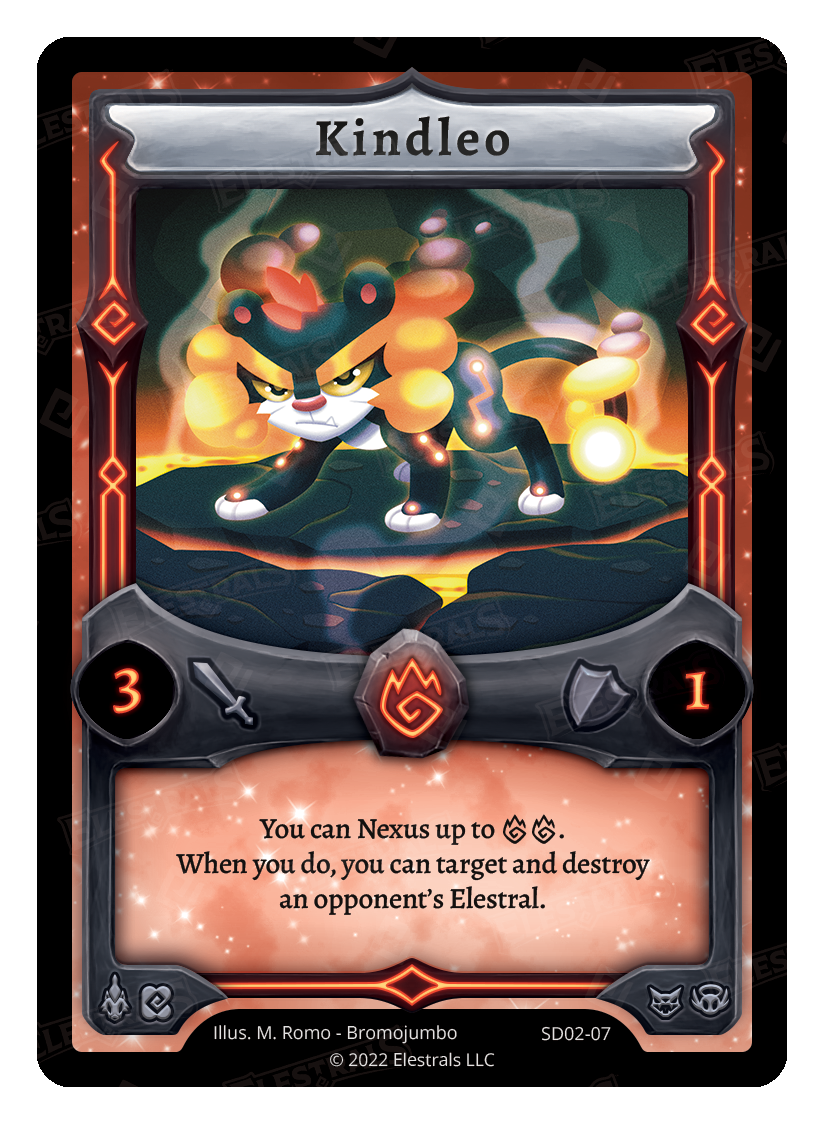 Kindleo
3
1
You can Nexus up to .
When you do, you can target and destroy
an opponent's Elestral.
Illus. M. Romo - Bromojumbo SD02-07
© 2022 Elestrals LLC
ELESTRALS